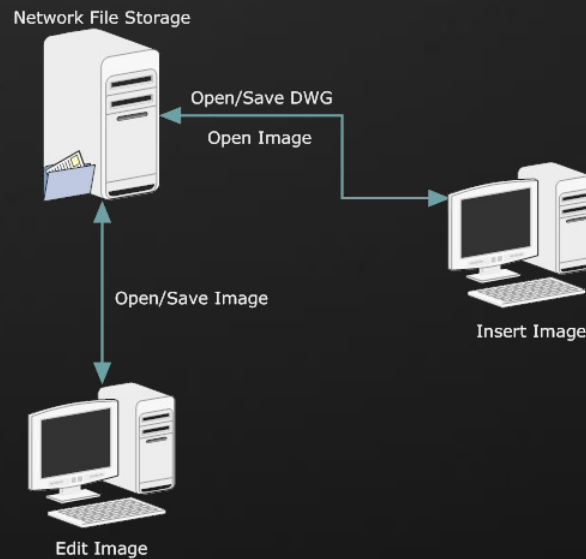 Network File Storage
Open/Save DWG
Open Image
Open/Save Image
Insert Image
Edit Image